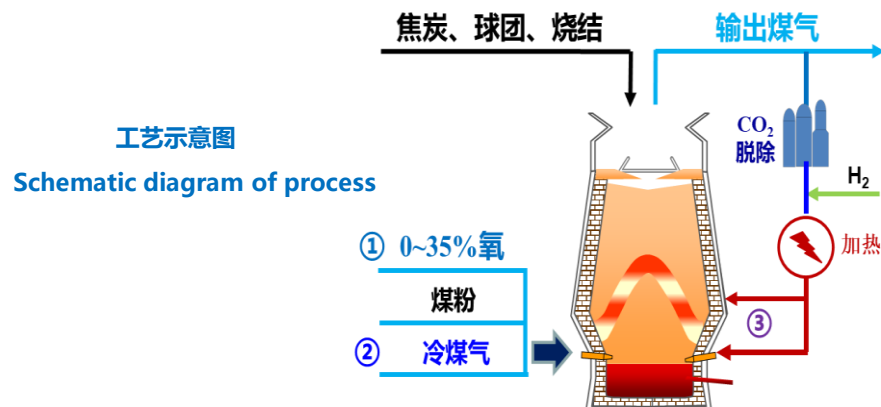 焦炭、球团、烧结
输出煤气
工艺示意图
Schematic diagram of process
CO₂
脱除
H₂
加热
① 0~35%氧
煤粉
② 冷煤气
③